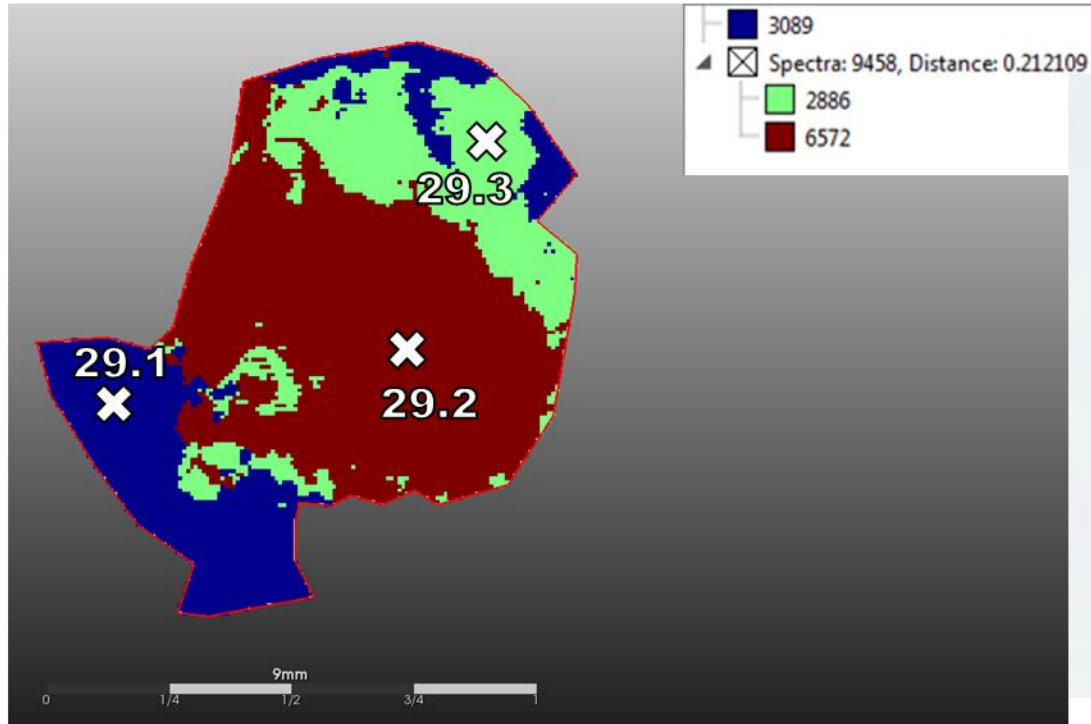 3089
Spectra: 9458, Distance: 0.212109
2886
6572
29.3
29.1
29.2
9mm
0 1/4 1/2 3/4 1